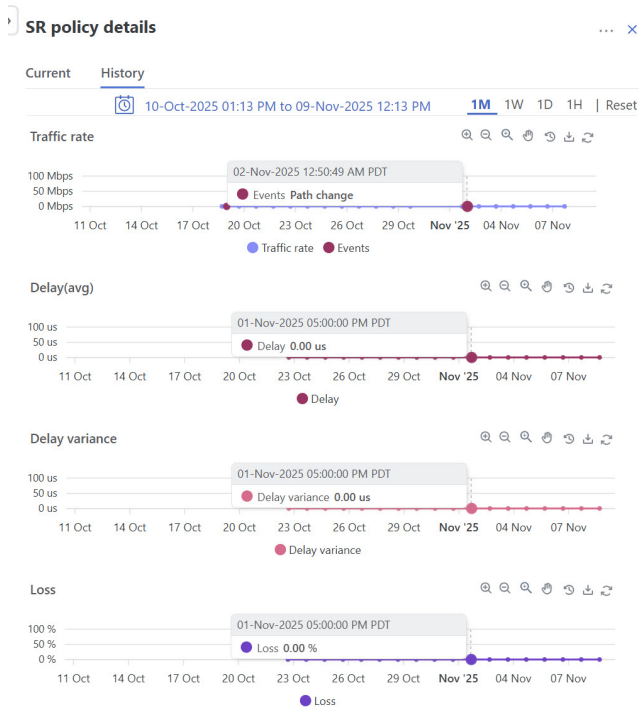 SR policy details
Current History
10-Oct-2025 01:13 PM to 09-Nov-2025 12:13 PM 1M 1W 1D 1H | Reset
Traffic rate
02-Nov-2025 12:50:49 AM PDT
100 Mbps
Events Path change
50 Mbps
0 Mbps
11 Oct 14 Oct 17 Oct 20 Oct 23 Oct 26 Oct 29 Oct Nov '25 04 Nov 07 Nov
Traffic rate Events
Delay(avg)
01-Nov-2025 05:00:00 PM PDT
100 us
50 us
Delay 0.00 us
0 us
11 Oct 14 Oct 17 Oct 20 Oct 23 Oct 26 Oct 29 Oct Nov '25 04 Nov 07 Nov
Delay
Delay variance
01-Nov-2025 05:00:00 PM PDT
100 us
50 us
Delay variance 0.00 us
0 us
11 Oct 14 Oct 17 Oct 20 Oct 23 Oct 26 Oct 29 Oct Nov '25 04 Nov 07 Nov
Delay variance
Loss
01-Nov-2025 05:00:00 PM PDT
100 %
50 %
Loss 0.00 %
0 %
11 Oct 14 Oct 17 Oct 20 Oct 23 Oct 26 Oct 29 Oct Nov '25 04 Nov 07 Nov
Loss